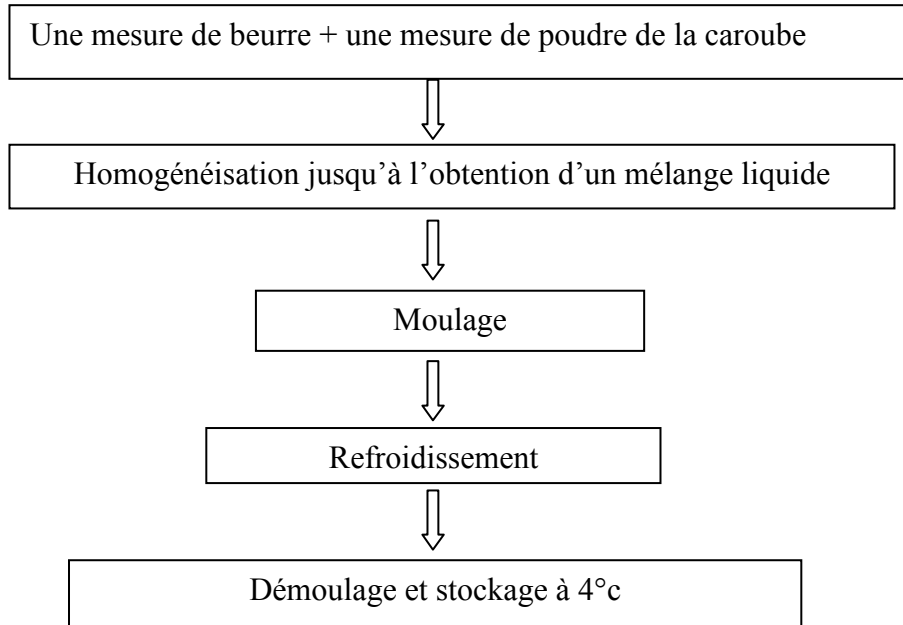 Une mesure de beurre + une mesure de poudre de la caroube
Homogénéisation jusqu’à l’obtention d’un mélange liquide
Moulage
Refroidissement
Démoulage et stockage à 4°c